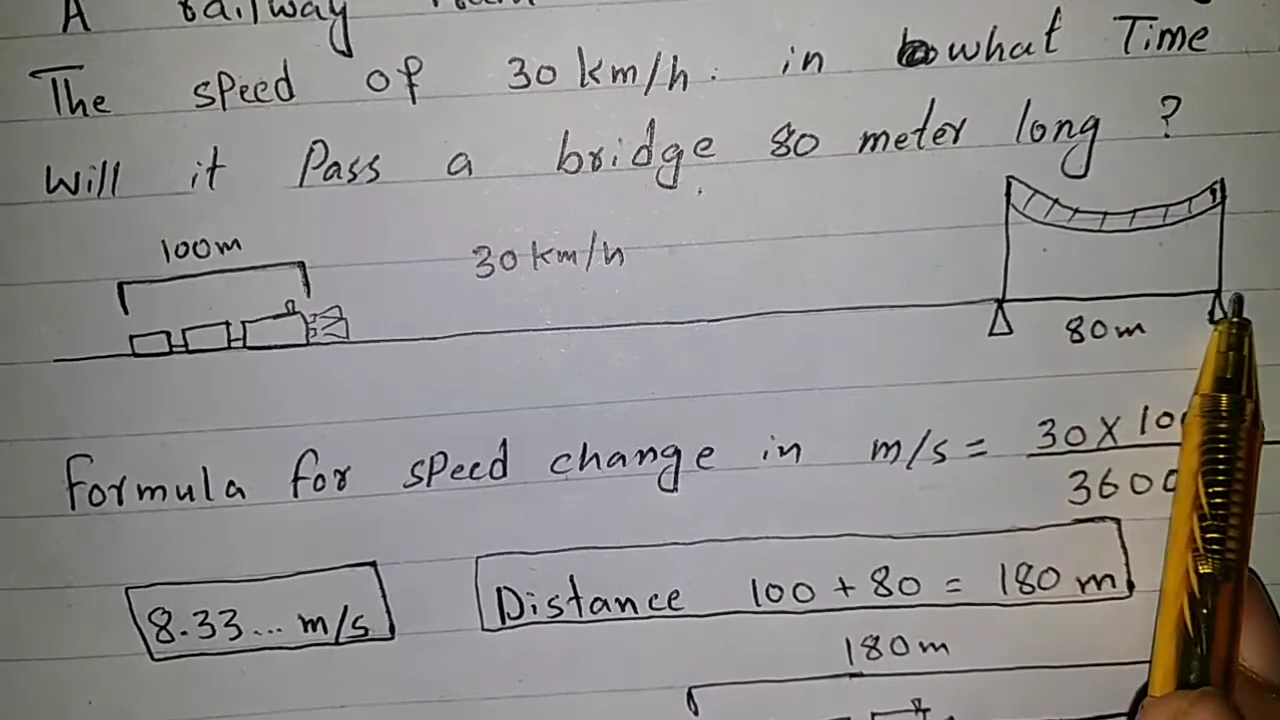 A railway
The speed of 30 km/h. in what Time
Will it Pass a bridge 80 meter long ?
100m
30 km/h
80m
Formula for speed change in m/s = 30 X 10
3600
8.33... m/s
Distance 100 + 80 = 180 m
180m